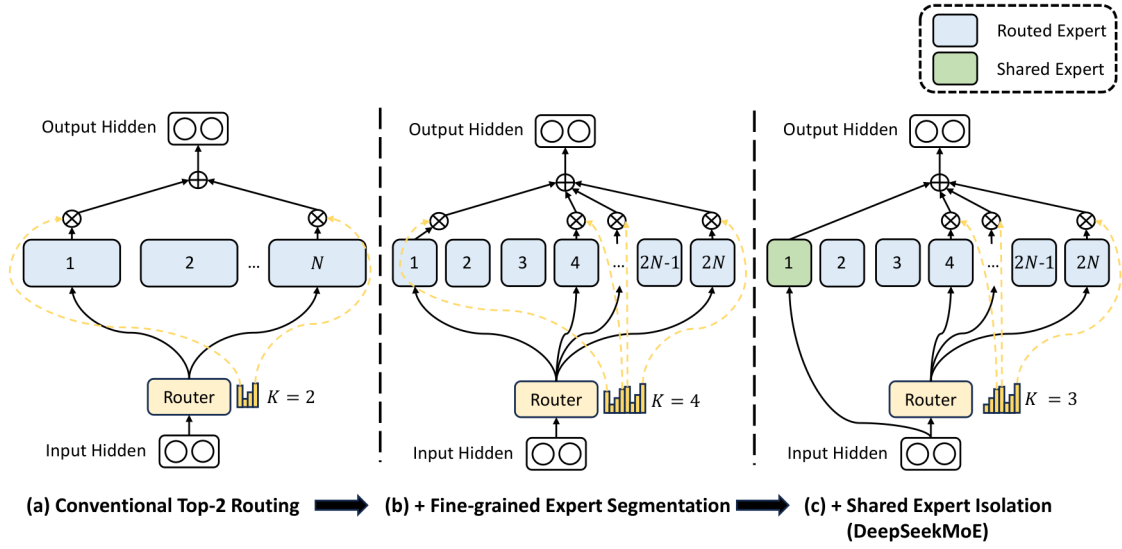 Routed Expert
Shared Expert
Output Hidden
1
2
...
N
Router
K = 2
Input Hidden
(a) Conventional Top-2 Routing
Output Hidden
1
2
3
4
...
2N-1
2N
Router
K = 4
Input Hidden
(b) + Fine-grained Expert Segmentation
Output Hidden
1
2
3
4
...
2N-1
2N
Router
K = 3
Input Hidden
(c) + Shared Expert Isolation
(DeepSeekMoE)